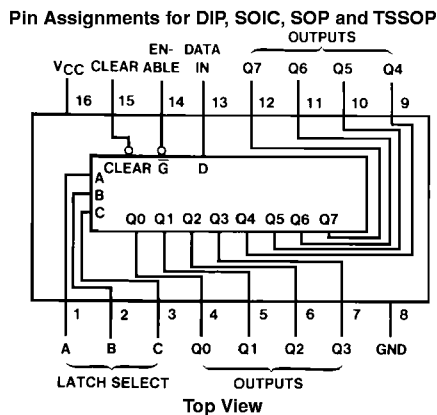 Pin Assignments for DIP, SOIC, SOP and TSSOP
OUTPUTS
EN- DATA
VCC CLEAR ABLE IN Q7 Q6 Q5 Q4
16 15 14 13 12 11 10 9
CLEAR G̅ D
A
B
C
Q0 Q1 Q2 Q3 Q4 Q5 Q6 Q7
1 2 3 4 5 6 7 8
A B C Q0 Q1 Q2 Q3 GND
LATCH SELECT OUTPUTS
Top View